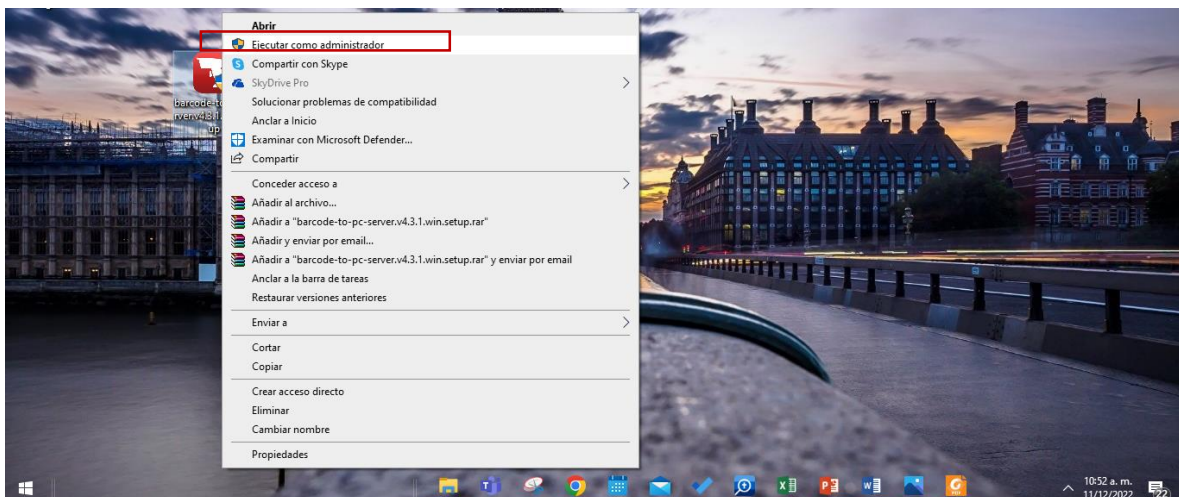 Abrir
Ejecutar como administrador
Compartir con Skype
SkyDrive Pro
Solucionar problemas de compatibilidad
Anclar a Inicio
Examinar con Microsoft Defender...
Compartir
Conceder acceso a
Añadir al archivo...
Añadir a "barcode-to-pc-server.v4.3.1.win.setup.rar"
Añadir y enviar por email...
Añadir a "barcode-to-pc-server.v4.3.1.win.setup.rar" y enviar por email
Anclar a la barra de tareas
Restaurar versiones anteriores
Enviar a
Cortar
Copiar
Crear acceso directo
Eliminar
Cambiar nombre
Propiedades
10:52 a. m.
11/12/2022
22